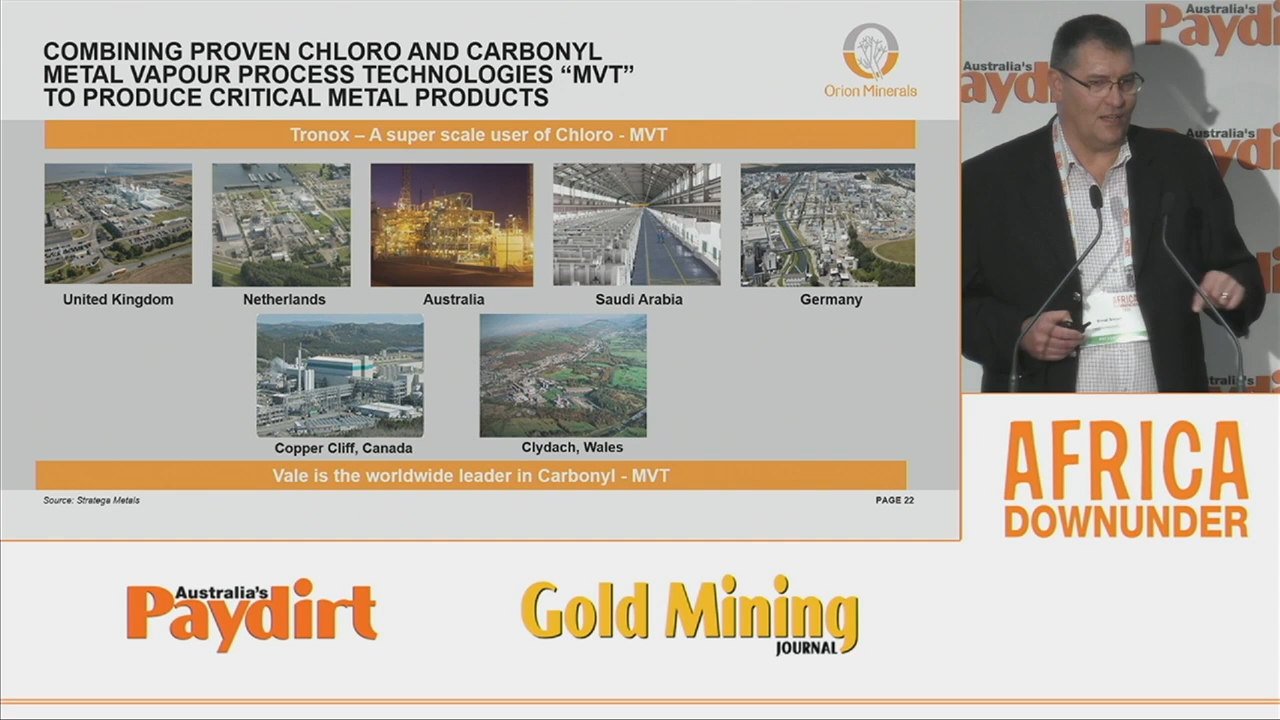 COMBINING PROVEN CHLORO AND CARBONYL
METAL VAPOUR PROCESS TECHNOLOGIES “MVT”
TO PRODUCE CRITICAL METAL PRODUCTS
Orion Minerals
Tronox – A super scale user of Chloro - MVT
United Kingdom
Netherlands
Australia
Saudi Arabia
Germany
Copper Cliff, Canada
Clydach, Wales
Vale is the worldwide leader in Carbonyl - MVT
Source: Stratega Metals
PAGE 22
Australia's
Paydirt
Australia's
Australia's
AFRICA
AFRICA
DOWNUNDER
Australia's
Paydirt
Gold Mining
JOURNAL